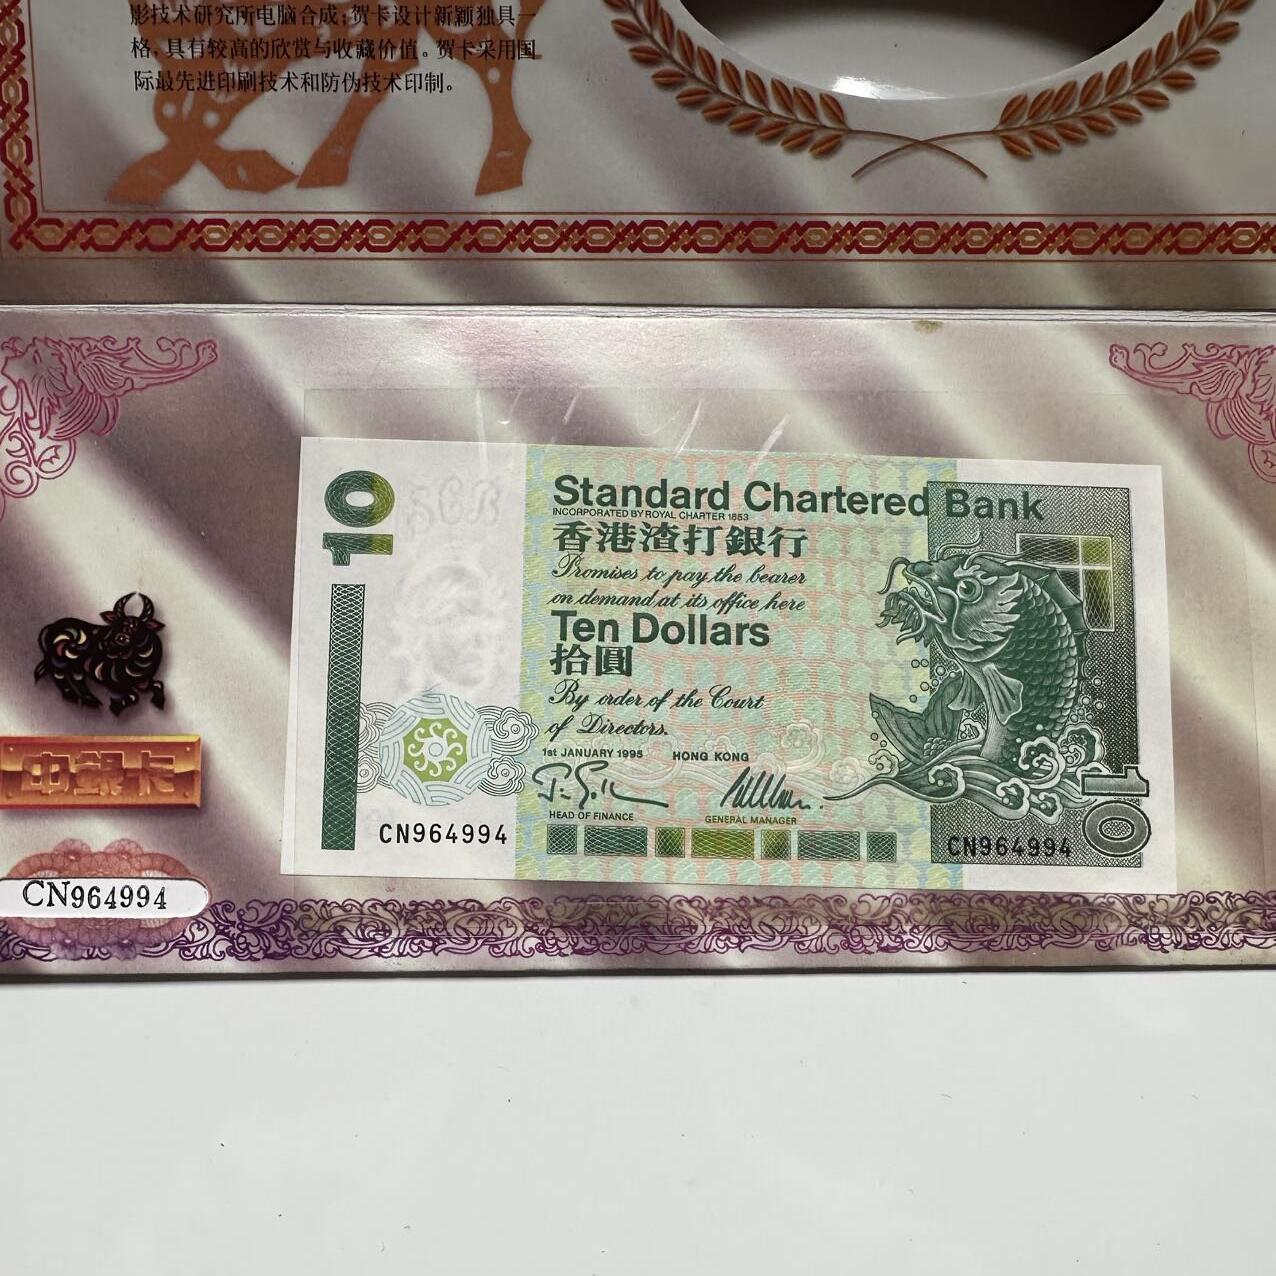 影技术研究所电脑合成;贺卡设计新颖独具一
格,具有较高的欣赏与收藏价值。贺卡采用国
际最先进印刷技术和防伪技术印制。
10
Standard Chartered Bank
INCORPORATED BY ROYAL CHARTER 1853
香港渣打銀行
Promises to pay the bearer
on demand at its office here
Ten Dollars
拾圓
By order of the Court
of Directors.
1st JANUARY 1995 HONG KONG
HEAD OF FINANCE
GENERAL MANAGER
CN964994
CN964994
10
中銀卡
CN964994